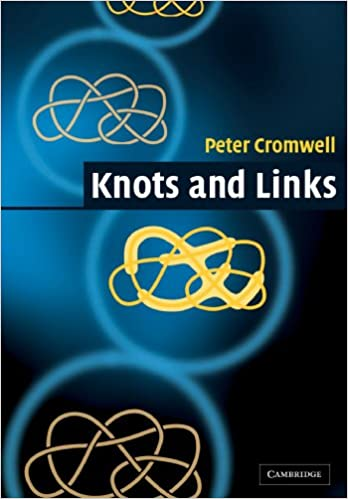 Peter Cromwell
Knots and Links
CAMBRIDGE